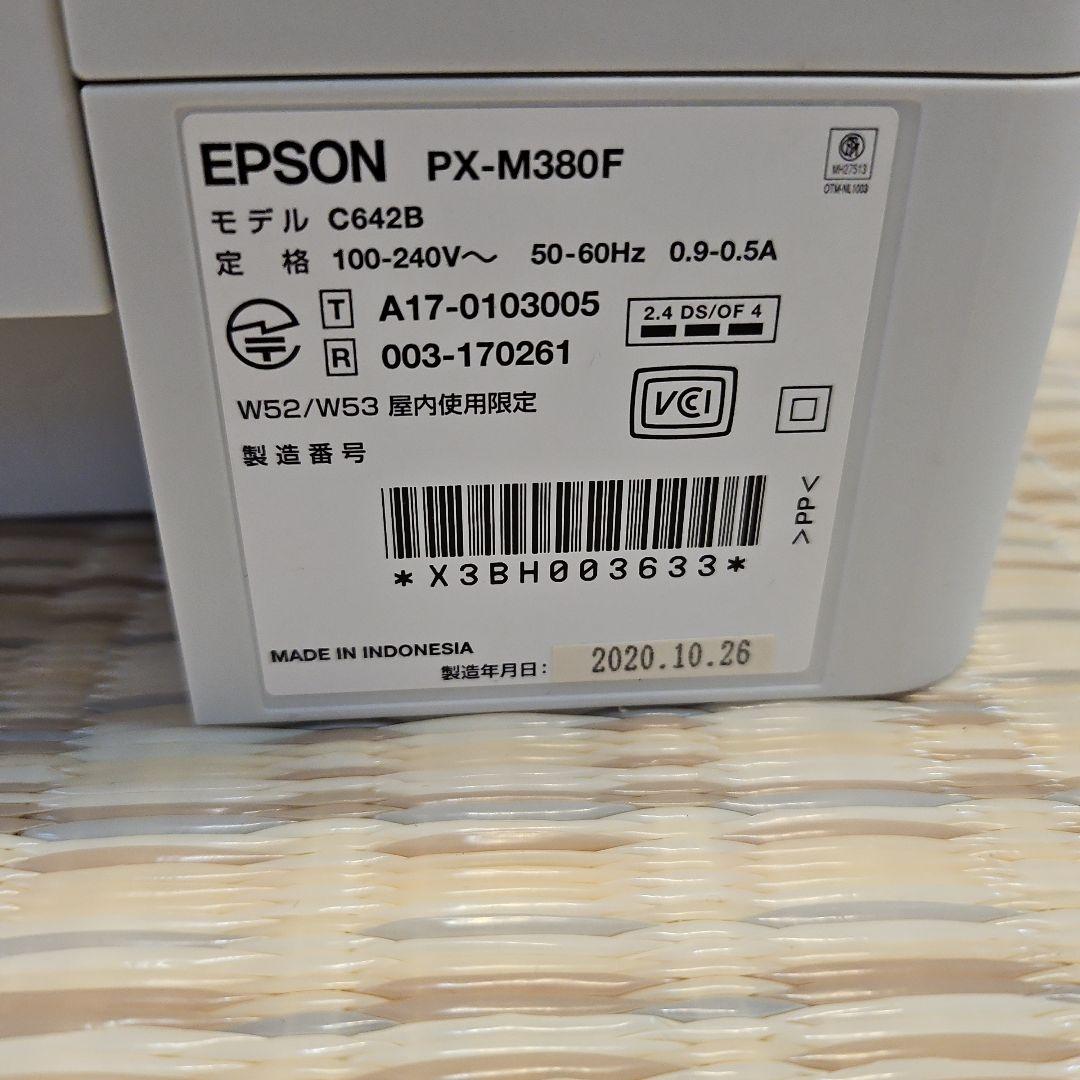 EPSON PX-M380F
MH27513
OTM-NL1003
モデル C642B
定 格 100-240V～ 50-60Hz 0.9-0.5A
T A17-0103005
2.4 DS/OF 4
R 003-170261
VCCI
W52/W53 屋内使用限定
製造番号
*X3BH003633*
>PP<
MADE IN INDONESIA
製造年月日: 2020.10.26